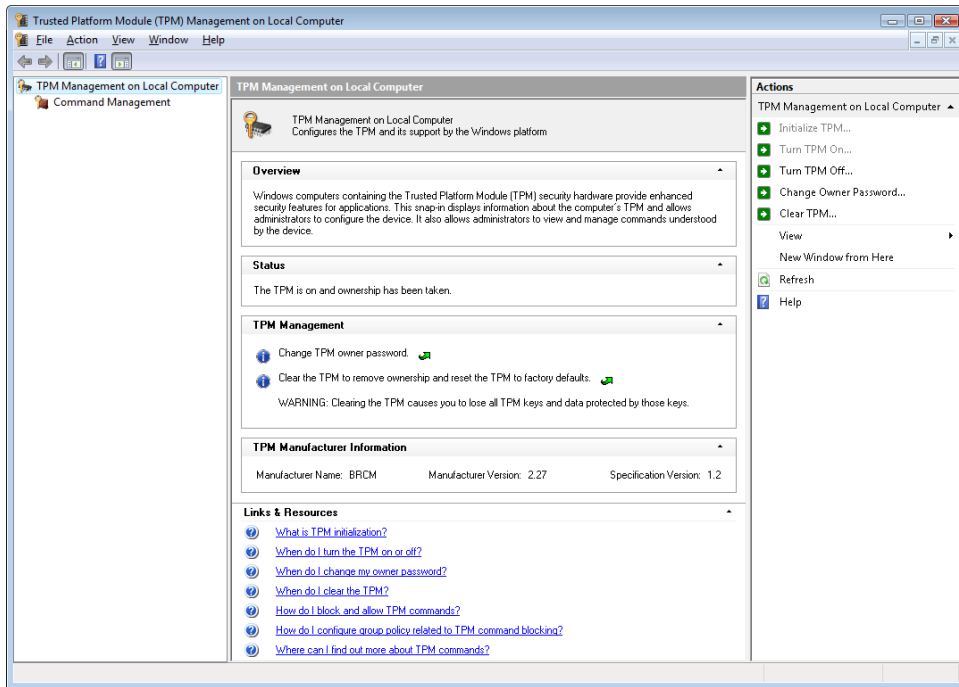 Trusted Platform Module (TPM) Management on Local Computer
File Action View Window Help
TPM Management on Local Computer
Command Management
TPM Management on Local Computer
TPM Management on Local Computer
Configures the TPM and its support by the Windows platform
Overview
Windows computers containing the Trusted Platform Module (TPM) security hardware provide enhanced
security features for applications. This snap-in displays information about the computer's TPM and allows
administrators to configure the device. It also allows administrators to view and manage commands understood
by the device.
Status
The TPM is on and ownership has been taken.
TPM Management
Change TPM owner password.
Clear the TPM to remove ownership and reset the TPM to factory defaults.
WARNING: Clearing the TPM causes you to lose all TPM keys and data protected by those keys.
TPM Manufacturer Information
Manufacturer Name: BRCM Manufacturer Version: 2.27 Specification Version: 1.2
Links & Resources
What is TPM initialization?
When do I turn the TPM on or off?
When do I change my owner password?
When do I clear the TPM?
How do I block and allow TPM commands?
How do I configure group policy related to TPM command blocking?
Where can I find out more about TPM commands?
Actions
TPM Management on Local Computer
Initialize TPM...
Turn TPM On...
Turn TPM Off...
Change Owner Password...
Clear TPM...
View
New Window from Here
Refresh
Help